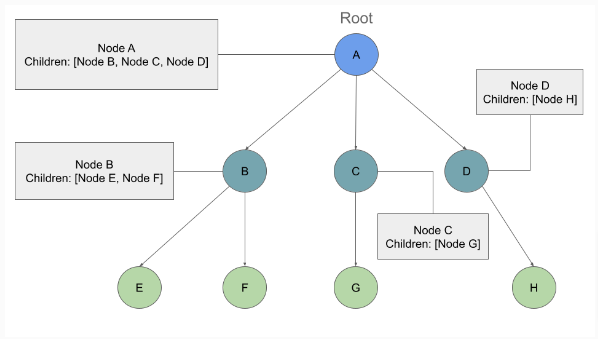 Root
Node A
Children: [Node B, Node C, Node D]
A
Node D
Children: [Node H]
Node B
Children: [Node E, Node F]
B
C
D
Node C
Children: [Node G]
E
F
G
H